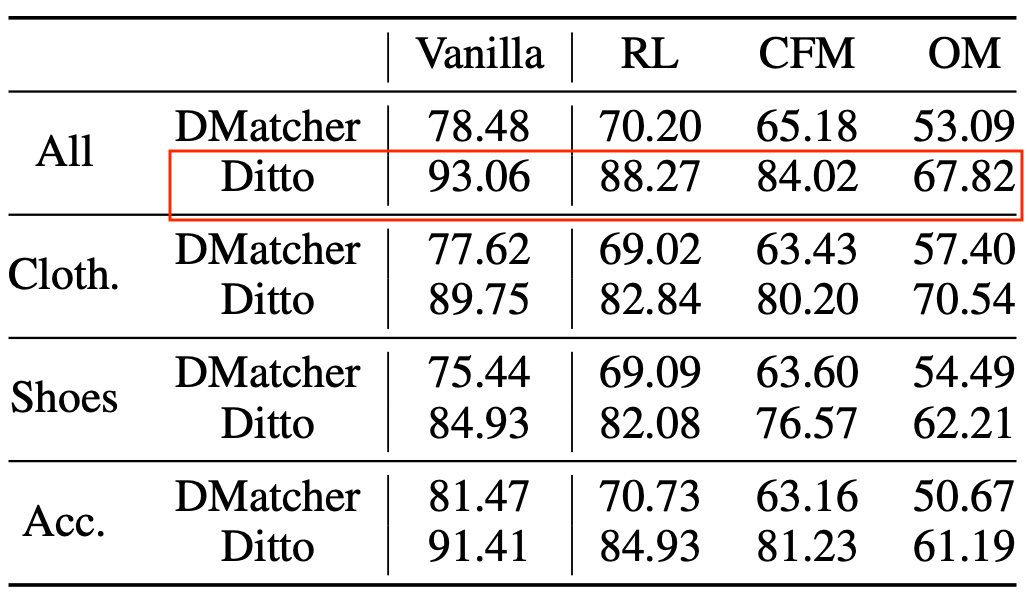 Vanilla RL CFM OM
All DMatcher 78.48 70.20 65.18 53.09
Ditto 93.06 88.27 84.02 67.82
Cloth. DMatcher 77.62 69.02 63.43 57.40
Ditto 89.75 82.84 80.20 70.54
Shoes DMatcher 75.44 69.09 63.60 54.49
Ditto 84.93 82.08 76.57 62.21
Acc. DMatcher 81.47 70.73 63.16 50.67
Ditto 91.41 84.93 81.23 61.19